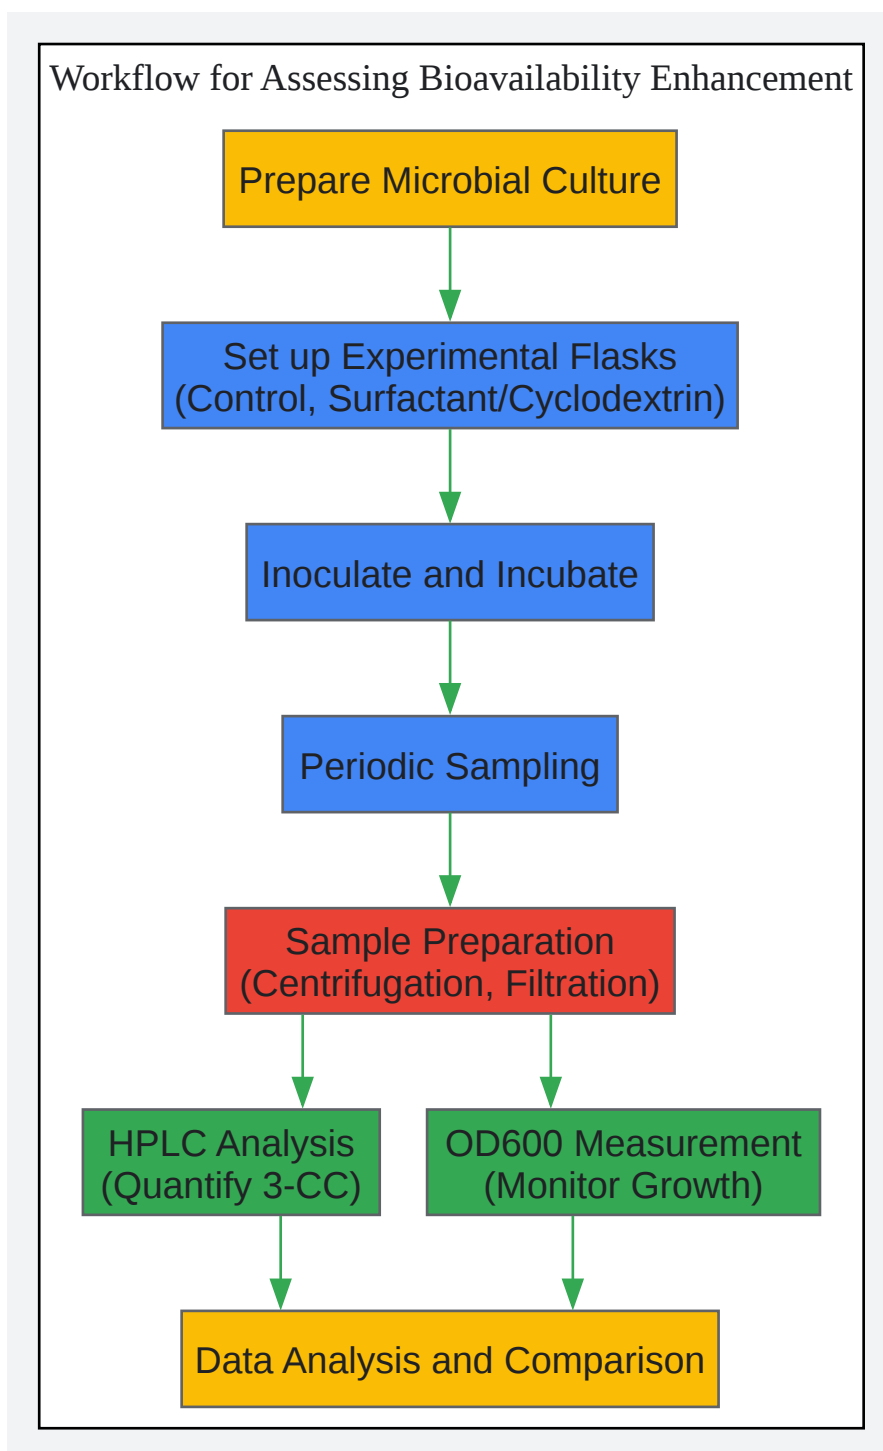 Workflow for Assessing Bioavailability Enhancement
Prepare Microbial Culture
Set up Experimental Flasks
(Control, Surfactant/Cyclodextrin)
Inoculate and Incubate
Periodic Sampling
Sample Preparation
(Centrifugation, Filtration)
HPLC Analysis
(Quantify 3-CC)
OD600 Measurement
(Monitor Growth)
Data Analysis and Comparison